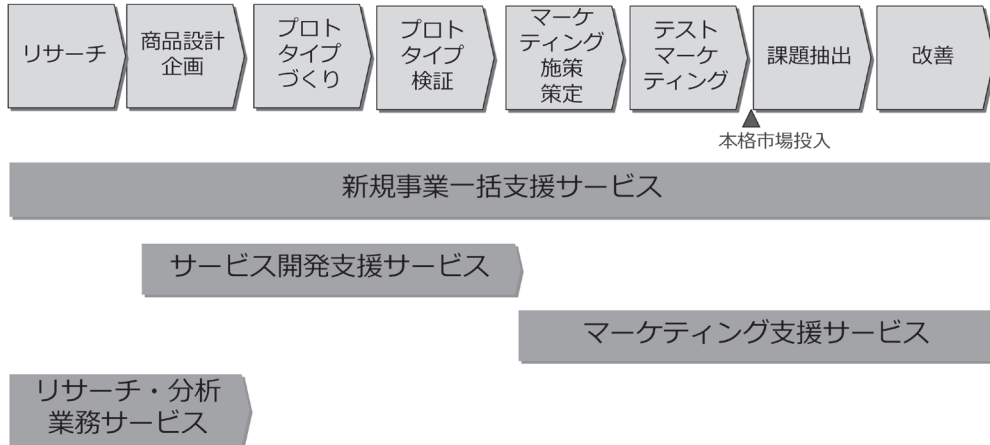 リサーチ
商品設計
企画
プロト
タイプ
づくり
プロト
タイプ
検証
マーケ
ティング
施策
策定
テスト
マーケ
ティング
課題抽出
改善
本格市場投入
新規事業一括支援サービス
サービス開発支援サービス
マーケティング支援サービス
リサーチ・分析
業務サービス